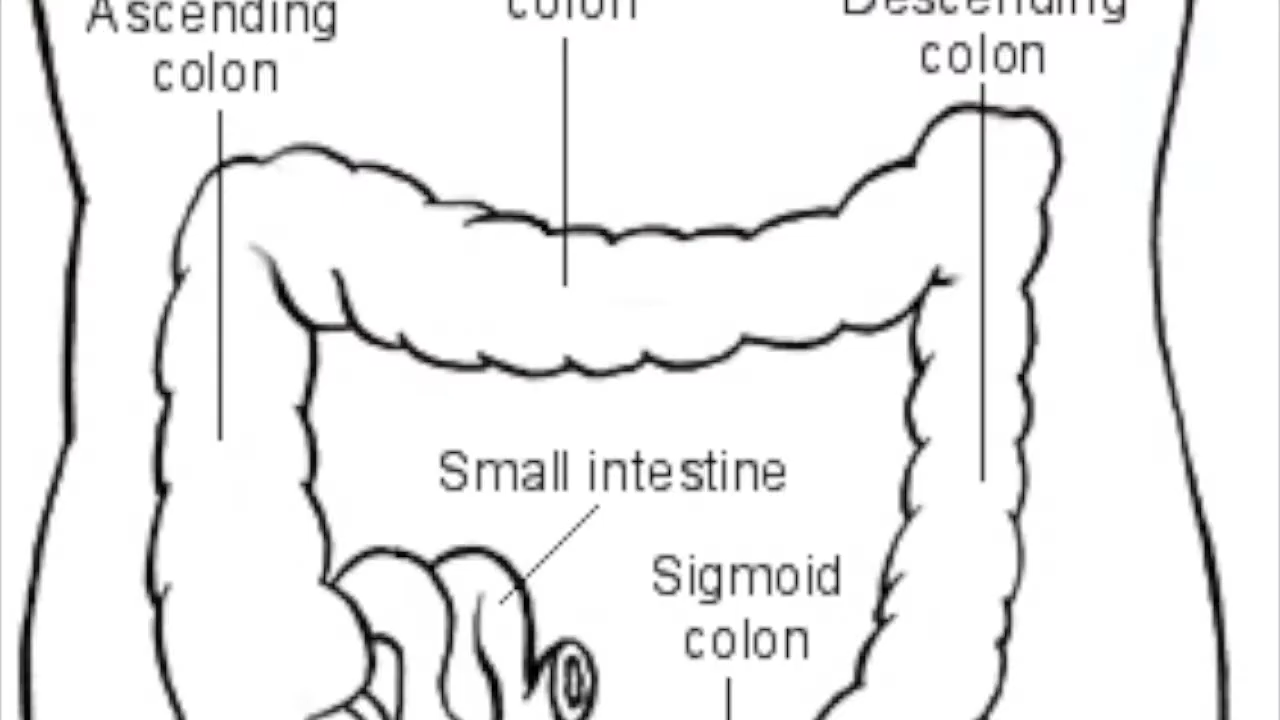 Ascending
colon
colon
Descending
colon
Small intestine
Sigmoid
colon